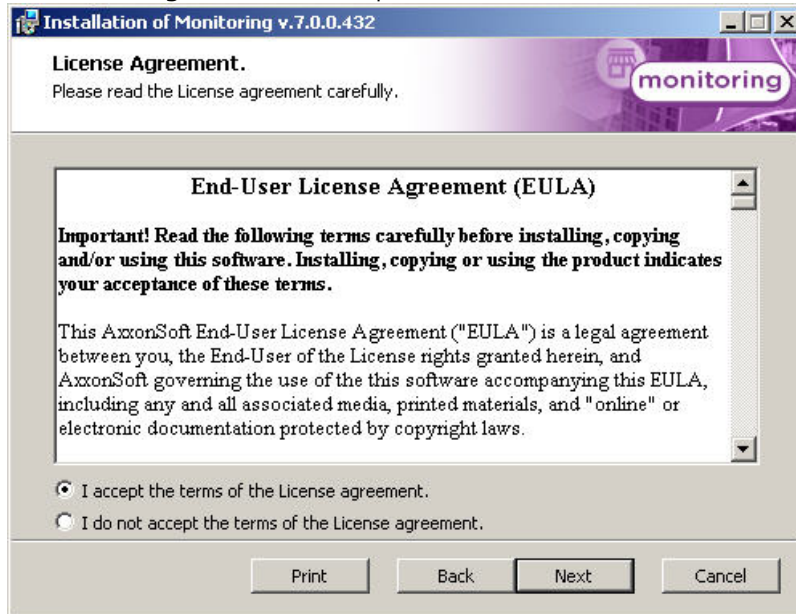 Installation of Monitoring v.7.0.0.432
License Agreement.
Please read the License agreement carefully.
monitoring
End-User License Agreement (EULA)
Important! Read the following terms carefully before installing, copying
and/or using this software. Installing, copying or using the product indicates
your acceptance of these terms.
This AxxonSoft End-User License Agreement ("EULA") is a legal agreement
between you, the End-User of the License rights granted herein, and
AxxonSoft governing the use of the this software accompanying this EULA,
including any and all associated media, printed materials, and "online" or
electronic documentation protected by copyright laws.
I accept the terms of the License agreement.
I do not accept the terms of the License agreement.
Print Back Next Cancel